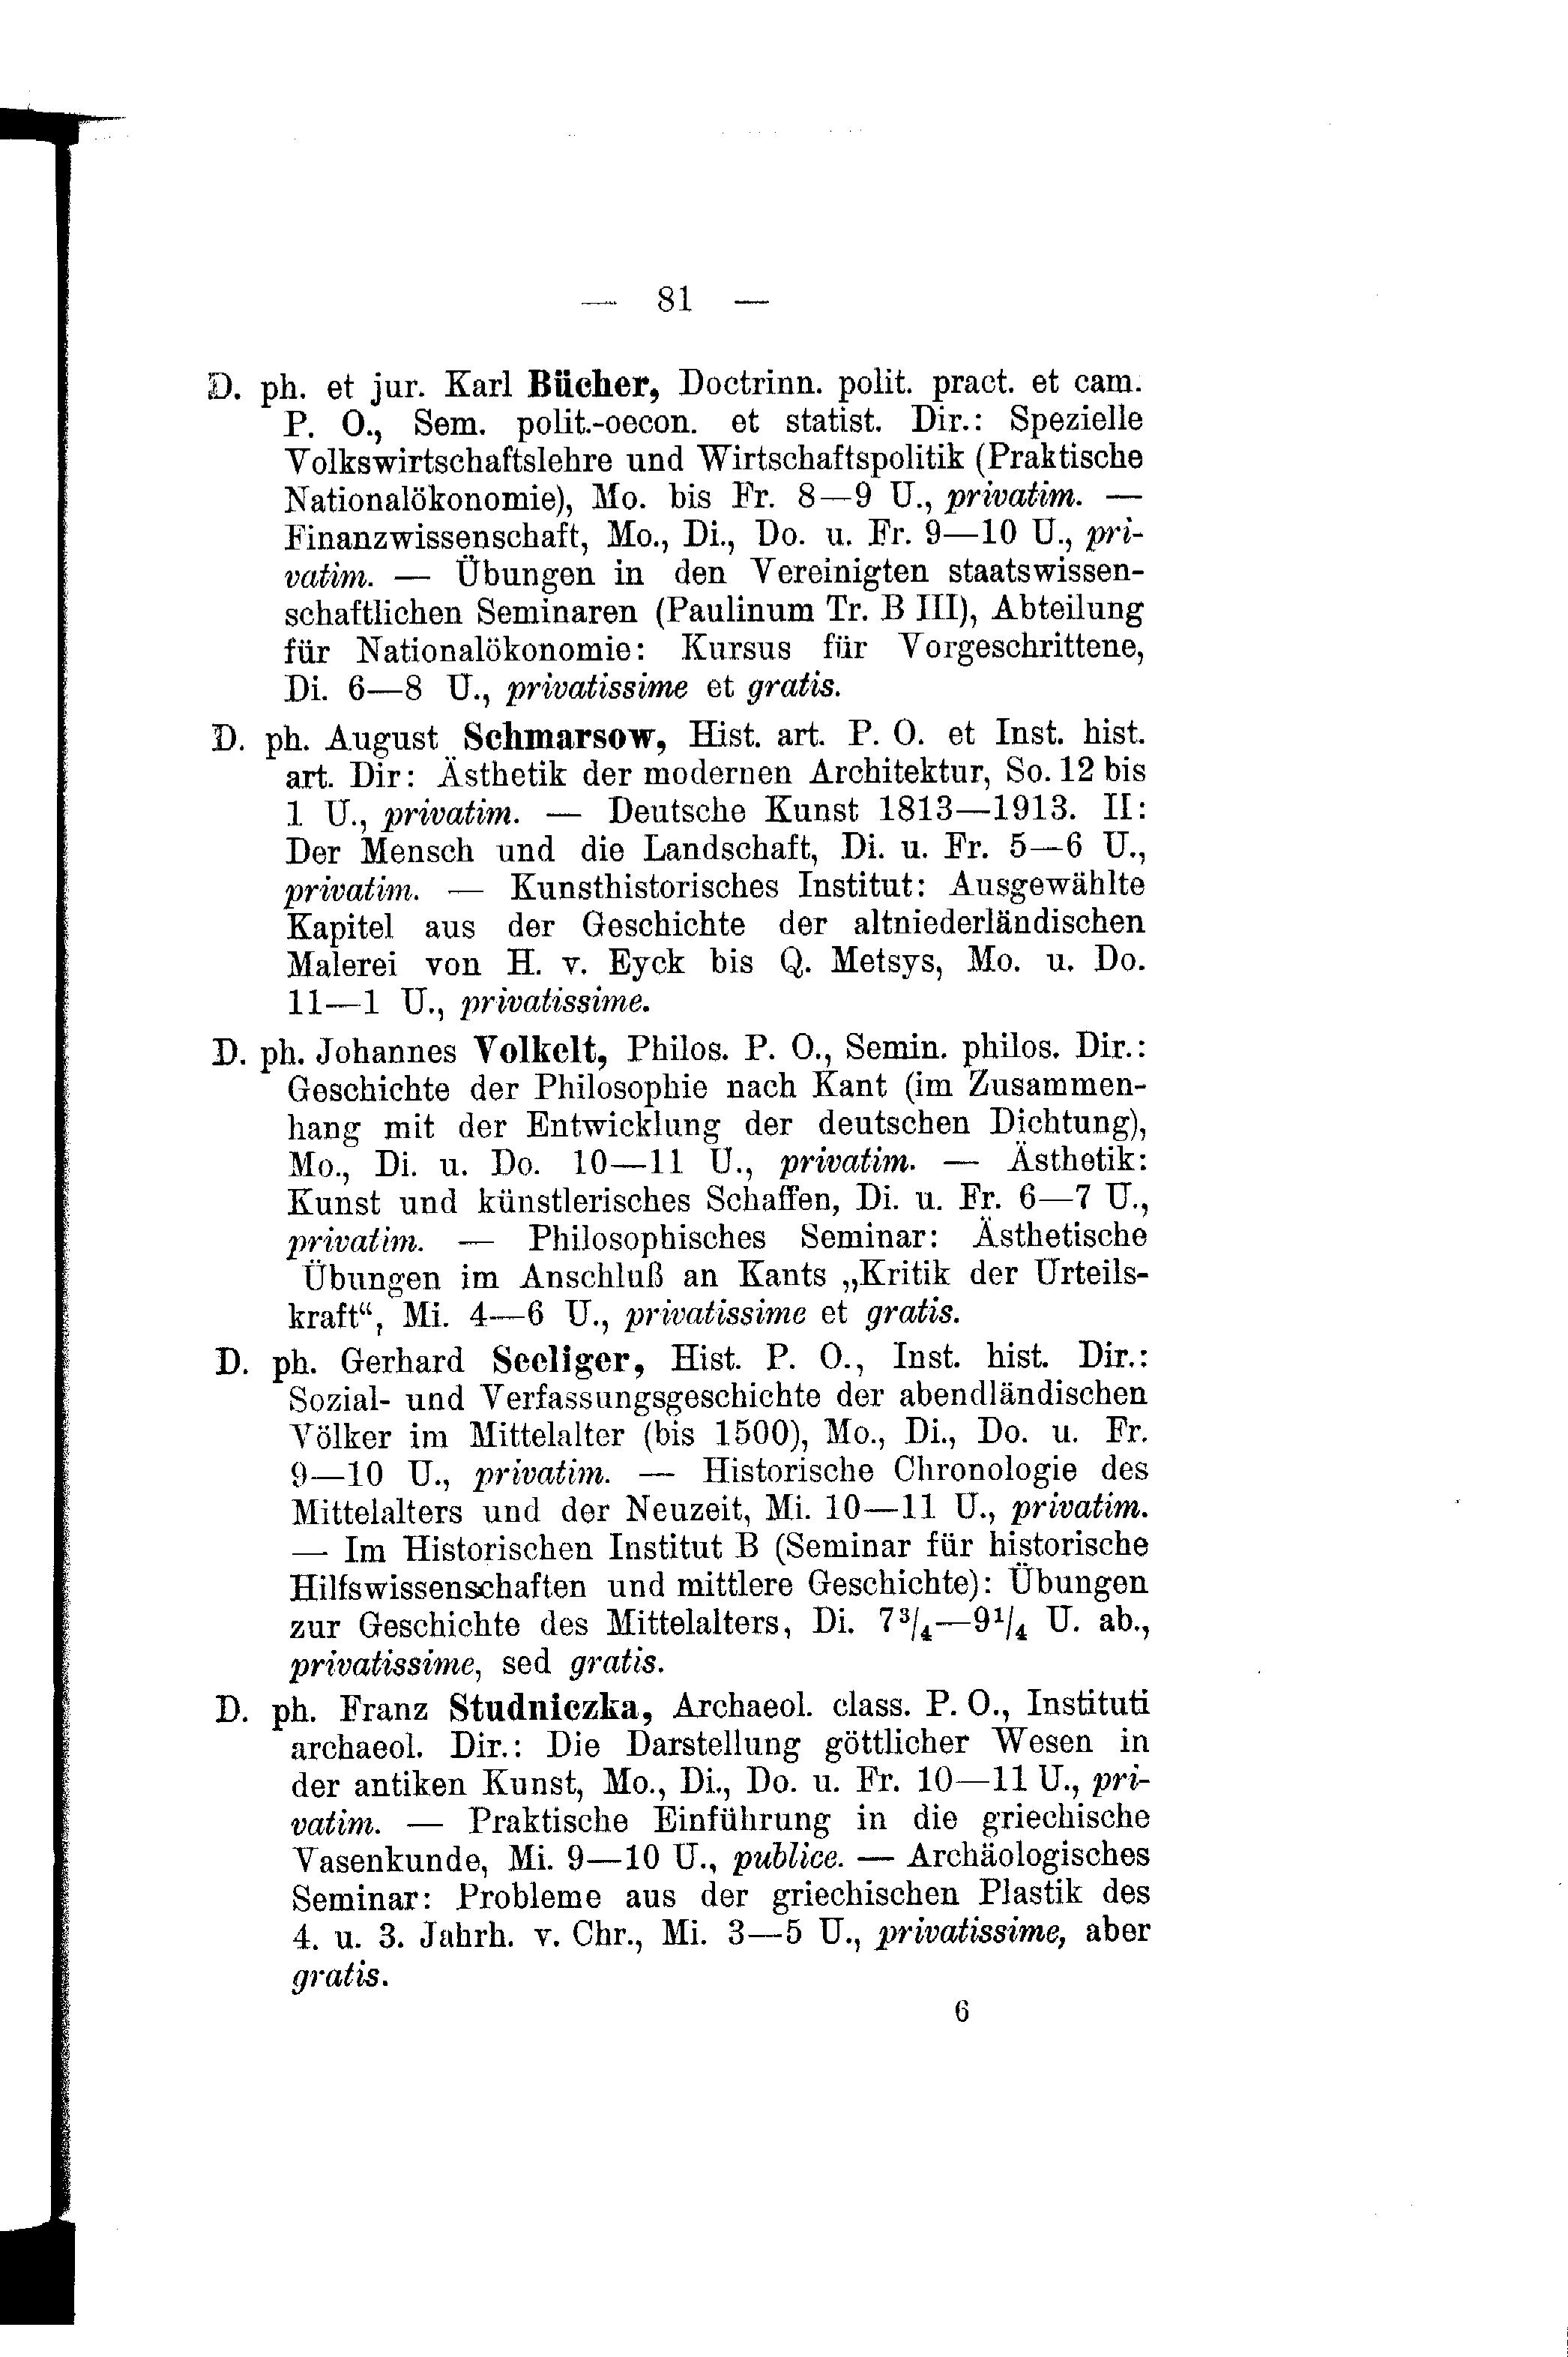 — 81 —
D. ph. et jur. Karl Bücher, Doctrinn. polit. pract. et cam.
P. O., Sem. polit.-oecon. et statist. Dir.: Spezielle
Volkswirtschaftslehre und Wirtschaftspolitik (Praktische
Nationalökonomie), Mo. bis Fr. 8—9 U., privatim. —
Finanzwissenschaft, Mo., Di., Do. u. Fr. 9—10 U., pri-
vatim. — Übungen in den Vereinigten staatswissen-
schaftlichen Seminaren (Paulinum Tr. B III), Abteilung
für Nationalökonomie: Kursus für Vorgeschrittene,
Di. 6—8 U., privatissime et gratis.
D. ph. August Schmarsow, Hist. art. P. O. et Inst. hist.
art. Dir: Ästhetik der modernen Architektur, So. 12 bis
1 U., privatim. — Deutsche Kunst 1813—1913. II:
Der Mensch und die Landschaft, Di. u. Fr. 5—6 U.,
privatim. — Kunsthistorisches Institut: Ausgewählte
Kapitel aus der Geschichte der altniederländischen
Malerei von H. v. Eyck bis Q. Metsys, Mo. u. Do.
11—1 U., privatissime.
D. ph. Johannes Volkelt, Philos. P. O., Semin. philos. Dir.:
Geschichte der Philosophie nach Kant (im Zusammen-
hang mit der Entwicklung der deutschen Dichtung),
Mo., Di. u. Do. 10—11 U., privatim. — Ästhetik:
Kunst und künstlerisches Schaffen, Di. u. Fr. 6—7 U.,
privatim. — Philosophisches Seminar: Ästhetische
Übungen im Anschluß an Kants „Kritik der Urteils-
kraft“, Mi. 4—6 U., privatissime et gratis.
D. ph. Gerhard Seeliger, Hist. P. O., Inst. hist. Dir.:
Sozial- und Verfassungsgeschichte der abendländischen
Völker im Mittelalter (bis 1500), Mo., Di., Do. u. Fr.
9—10 U., privatim. — Historische Chronologie des
Mittelalters und der Neuzeit, Mi. 10—11 U., privatim.
— Im Historischen Institut B (Seminar für historische
Hilfswissenschaften und mittlere Geschichte): Übungen
zur Geschichte des Mittelalters, Di. 7³/₄—9¹/₄ U. ab.,
privatissime, sed gratis.
D. ph. Franz Studniczka, Archaeol. class. P. O., Instituti
archaeol. Dir.: Die Darstellung göttlicher Wesen in
der antiken Kunst, Mo., Di., Do. u. Fr. 10—11 U., pri-
vatim. — Praktische Einführung in die griechische
Vasenkunde, Mi. 9—10 U., publice. — Archäologisches
Seminar: Probleme aus der griechischen Plastik des
4. u. 3. Jahrh. v. Chr., Mi. 3—5 U., privatissime, aber
gratis.
6